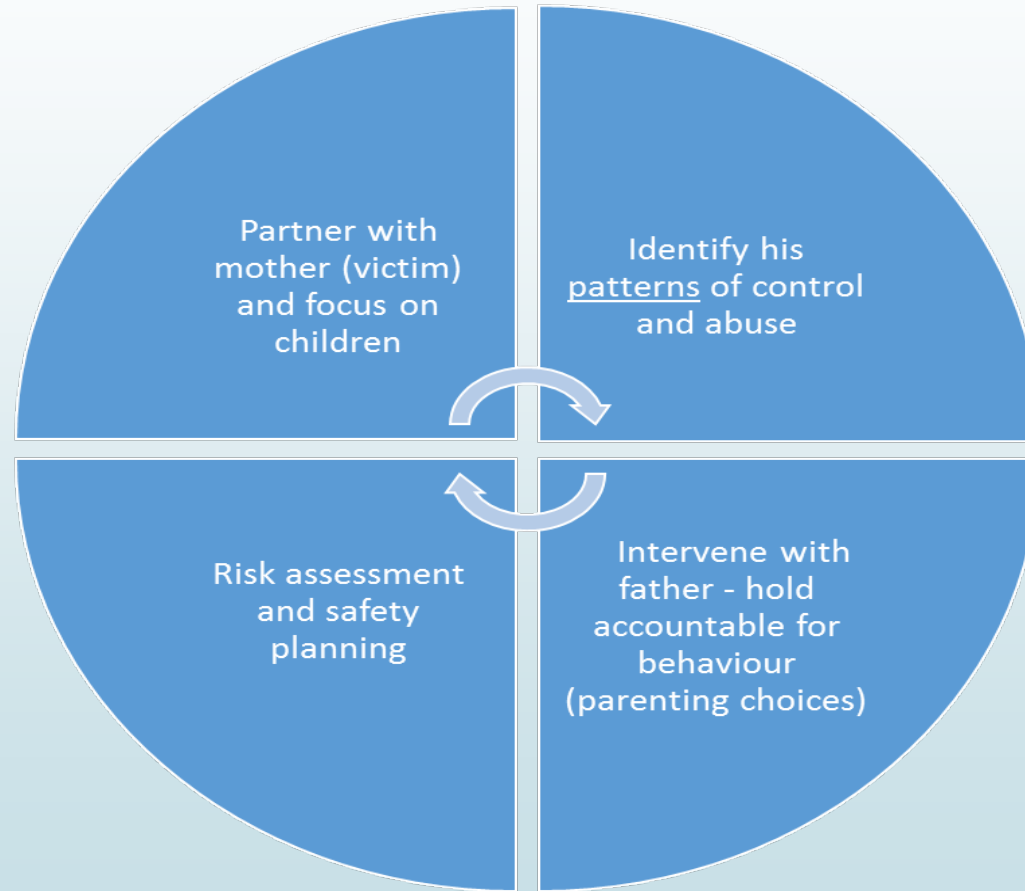 Partner with
mother (victim)
and focus on
children
Identify his
patterns of control
and abuse
Risk assessment
and safety
planning
Intervene with
father - hold
accountable for
behaviour
(parenting choices)